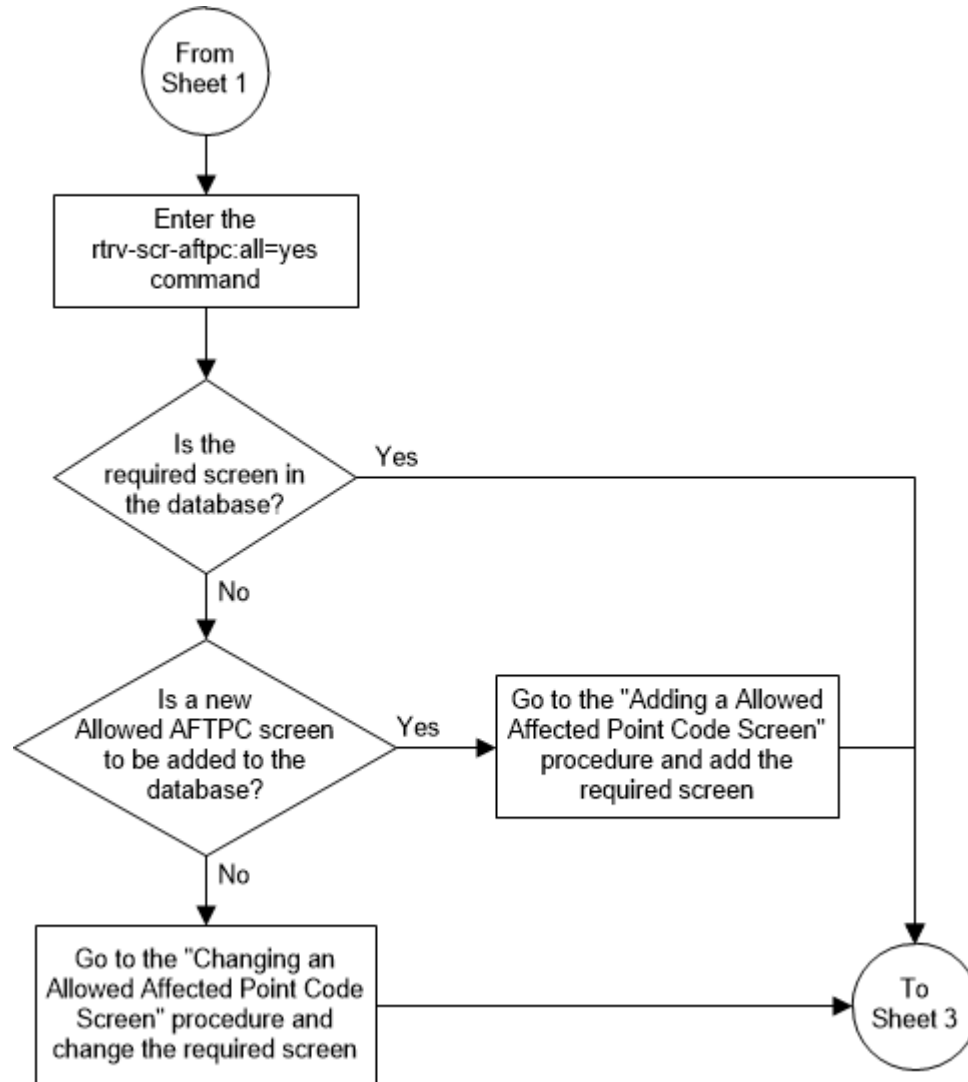 From
Sheet 1
Enter the
rtrv-scr-aftpc:all=yes
command
Is the
required screen in
the database?
Yes
No
Is a new
Allowed AFTPC screen
to be added to the
database?
Yes
Go to the "Adding a Allowed
Affected Point Code Screen"
procedure and add the
required screen
No
Go to the "Changing an
Allowed Affected Point Code
Screen" procedure and
change the required screen
To
Sheet 3